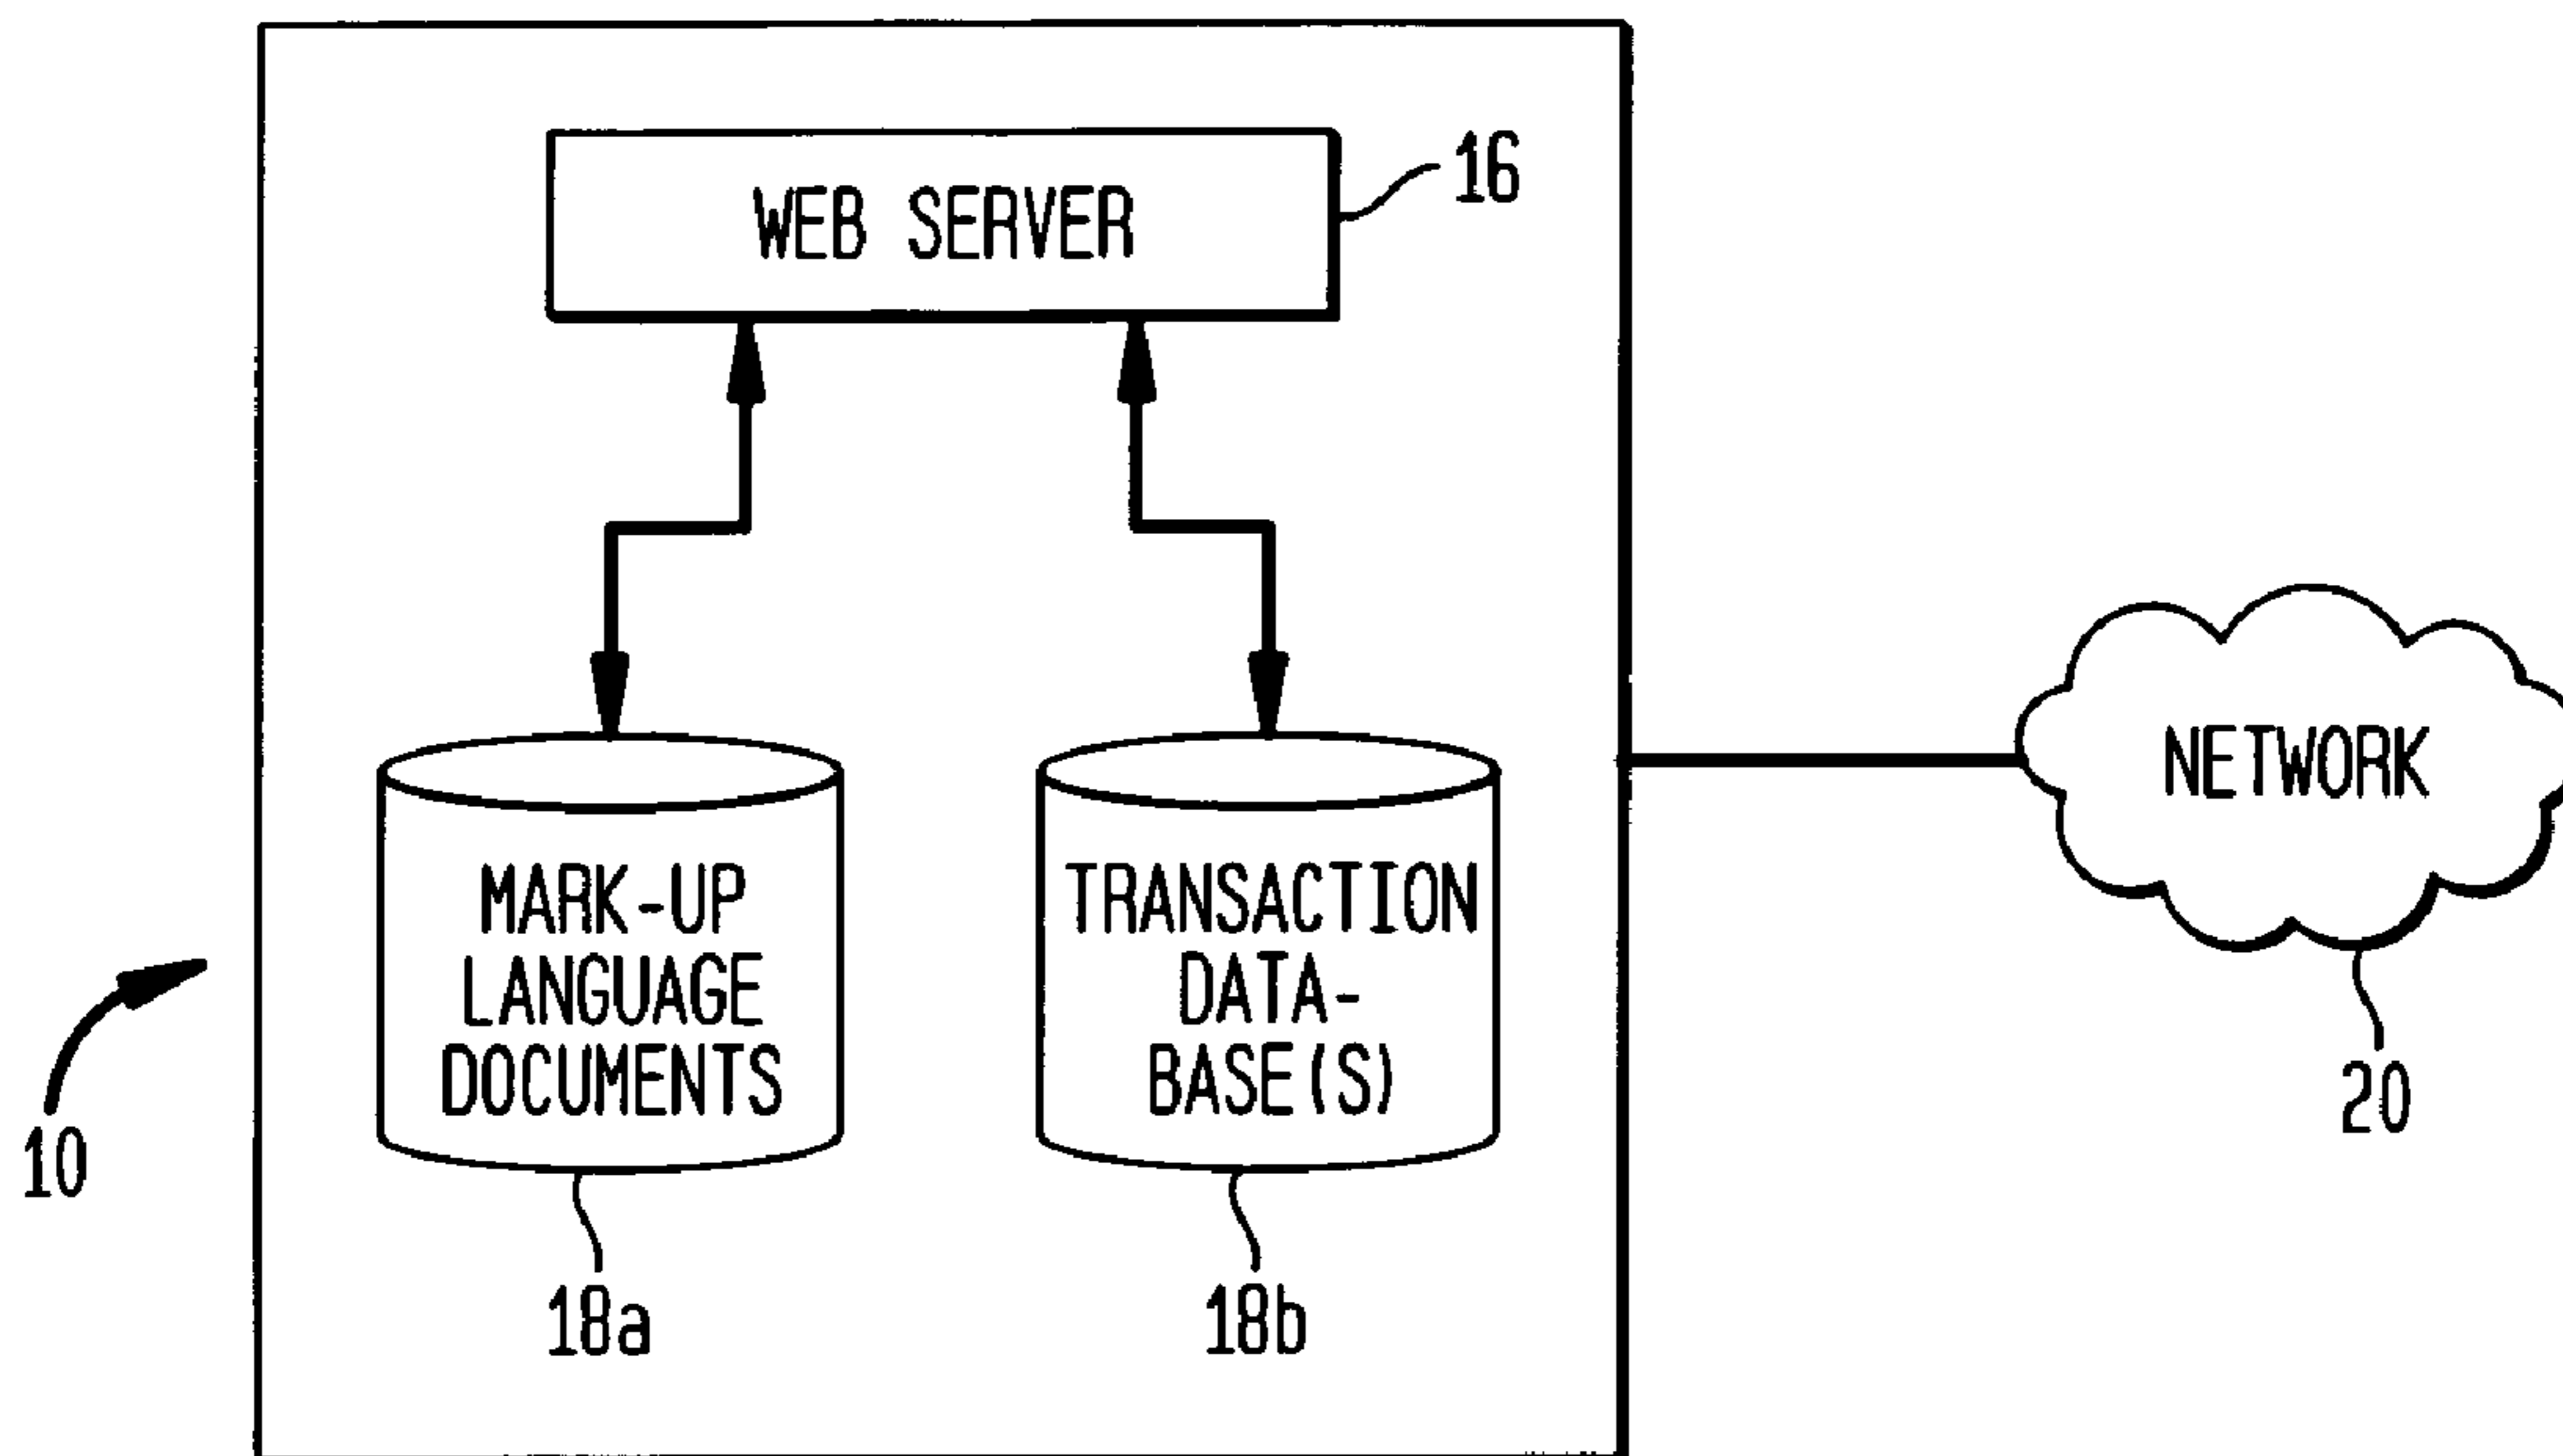 WEB SERVER
16
NETWORK
MARK-UP
LANGUAGE
DOCUMENTS
TRANSACTION
DATA-
BASE(S)
10
20
18a
18b